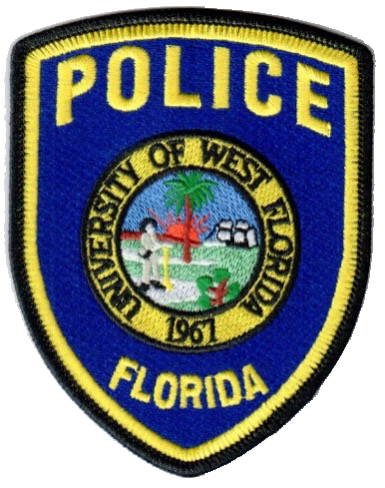 POLICE
UNIVERSITY OF WEST FLORIDA
1967
FLORIDA